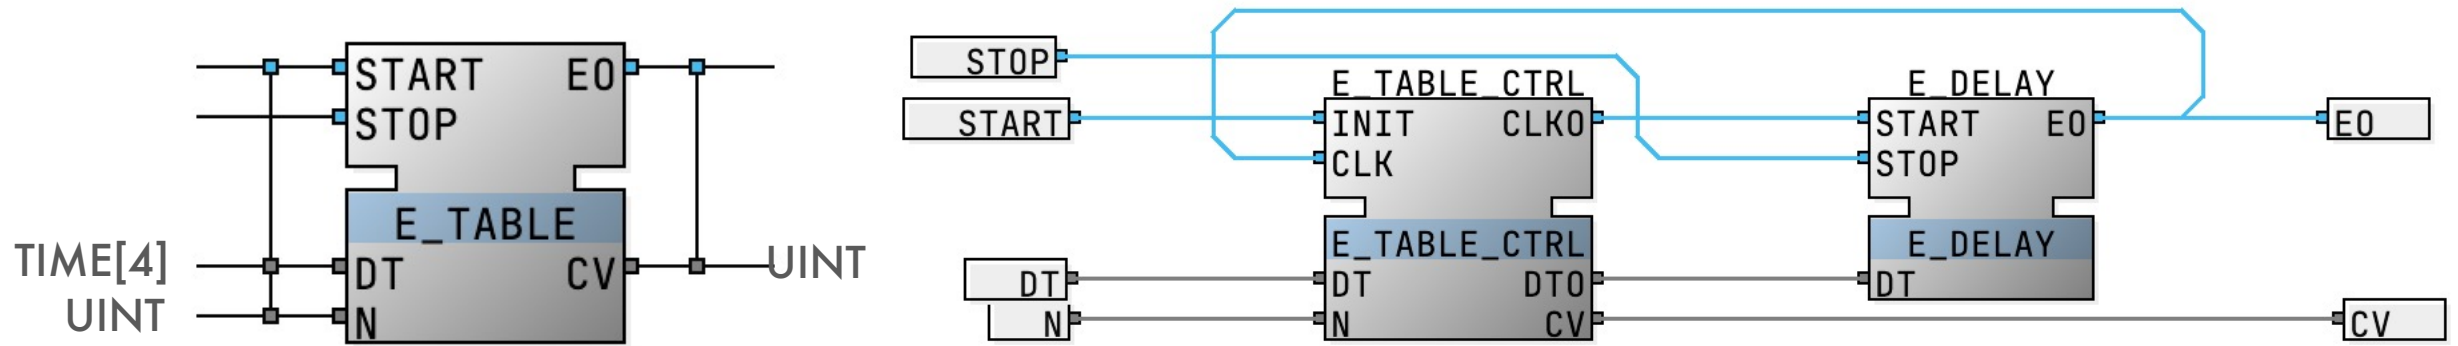 START EO
STOP
E_TABLE
TIME[4] DT CV UINT
UINT N
STOP
START
E_TABLE_CTRL
INIT CLKO
CLK
E_TABLE_CTRL
DT DT DTO
N N CV
E_DELAY
START EO
STOP
E_DELAY
DT
EO
CV